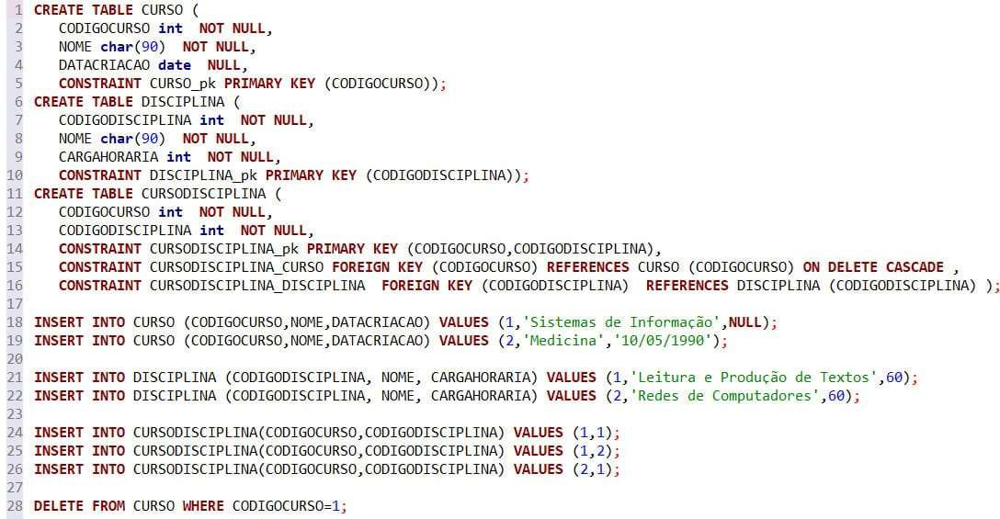 1 CREATE TABLE CURSO (
2 CODIGOCURSO int NOT NULL,
3 NOME char(90) NOT NULL,
4 DATACRIACAO date NULL,
5 CONSTRAINT CURSO_pk PRIMARY KEY (CODIGOCURSO));
6 CREATE TABLE DISCIPLINA (
7 CODIGODISCIPLINA int NOT NULL,
8 NOME char(90) NOT NULL,
9 CARGAHORARIA int NOT NULL,
10 CONSTRAINT DISCIPLINA_pk PRIMARY KEY (CODIGODISCIPLINA));
11 CREATE TABLE CURSODISCIPLINA (
12 CODIGOCURSO int NOT NULL,
13 CODIGODISCIPLINA int NOT NULL,
14 CONSTRAINT CURSODISCIPLINA_pk PRIMARY KEY (CODIGOCURSO,CODIGODISCIPLINA),
15 CONSTRAINT CURSODISCIPLINA_CURSO FOREIGN KEY (CODIGOCURSO) REFERENCES CURSO (CODIGOCURSO) ON DELETE CASCADE ,
16 CONSTRAINT CURSODISCIPLINA_DISCIPLINA FOREIGN KEY (CODIGODISCIPLINA) REFERENCES DISCIPLINA (CODIGODISCIPLINA) );
17
18 INSERT INTO CURSO (CODIGOCURSO,NOME,DATACRIACAO) VALUES (1,'Sistemas de Informação',NULL);
19 INSERT INTO CURSO (CODIGOCURSO,NOME,DATACRIACAO) VALUES (2,'Medicina','10/05/1990');
20
21 INSERT INTO DISCIPLINA (CODIGODISCIPLINA, NOME, CARGAHORARIA) VALUES (1,'Leitura e Produção de Textos',60);
22 INSERT INTO DISCIPLINA (CODIGODISCIPLINA, NOME, CARGAHORARIA) VALUES (2,'Redes de Computadores',60);
23
24 INSERT INTO CURSODISCIPLINA(CODIGOCURSO,CODIGODISCIPLINA) VALUES (1,1);
25 INSERT INTO CURSODISCIPLINA(CODIGOCURSO,CODIGODISCIPLINA) VALUES (1,2);
26 INSERT INTO CURSODISCIPLINA(CODIGOCURSO,CODIGODISCIPLINA) VALUES (2,1);
27
28 DELETE FROM CURSO WHERE CODIGOCURSO=1;